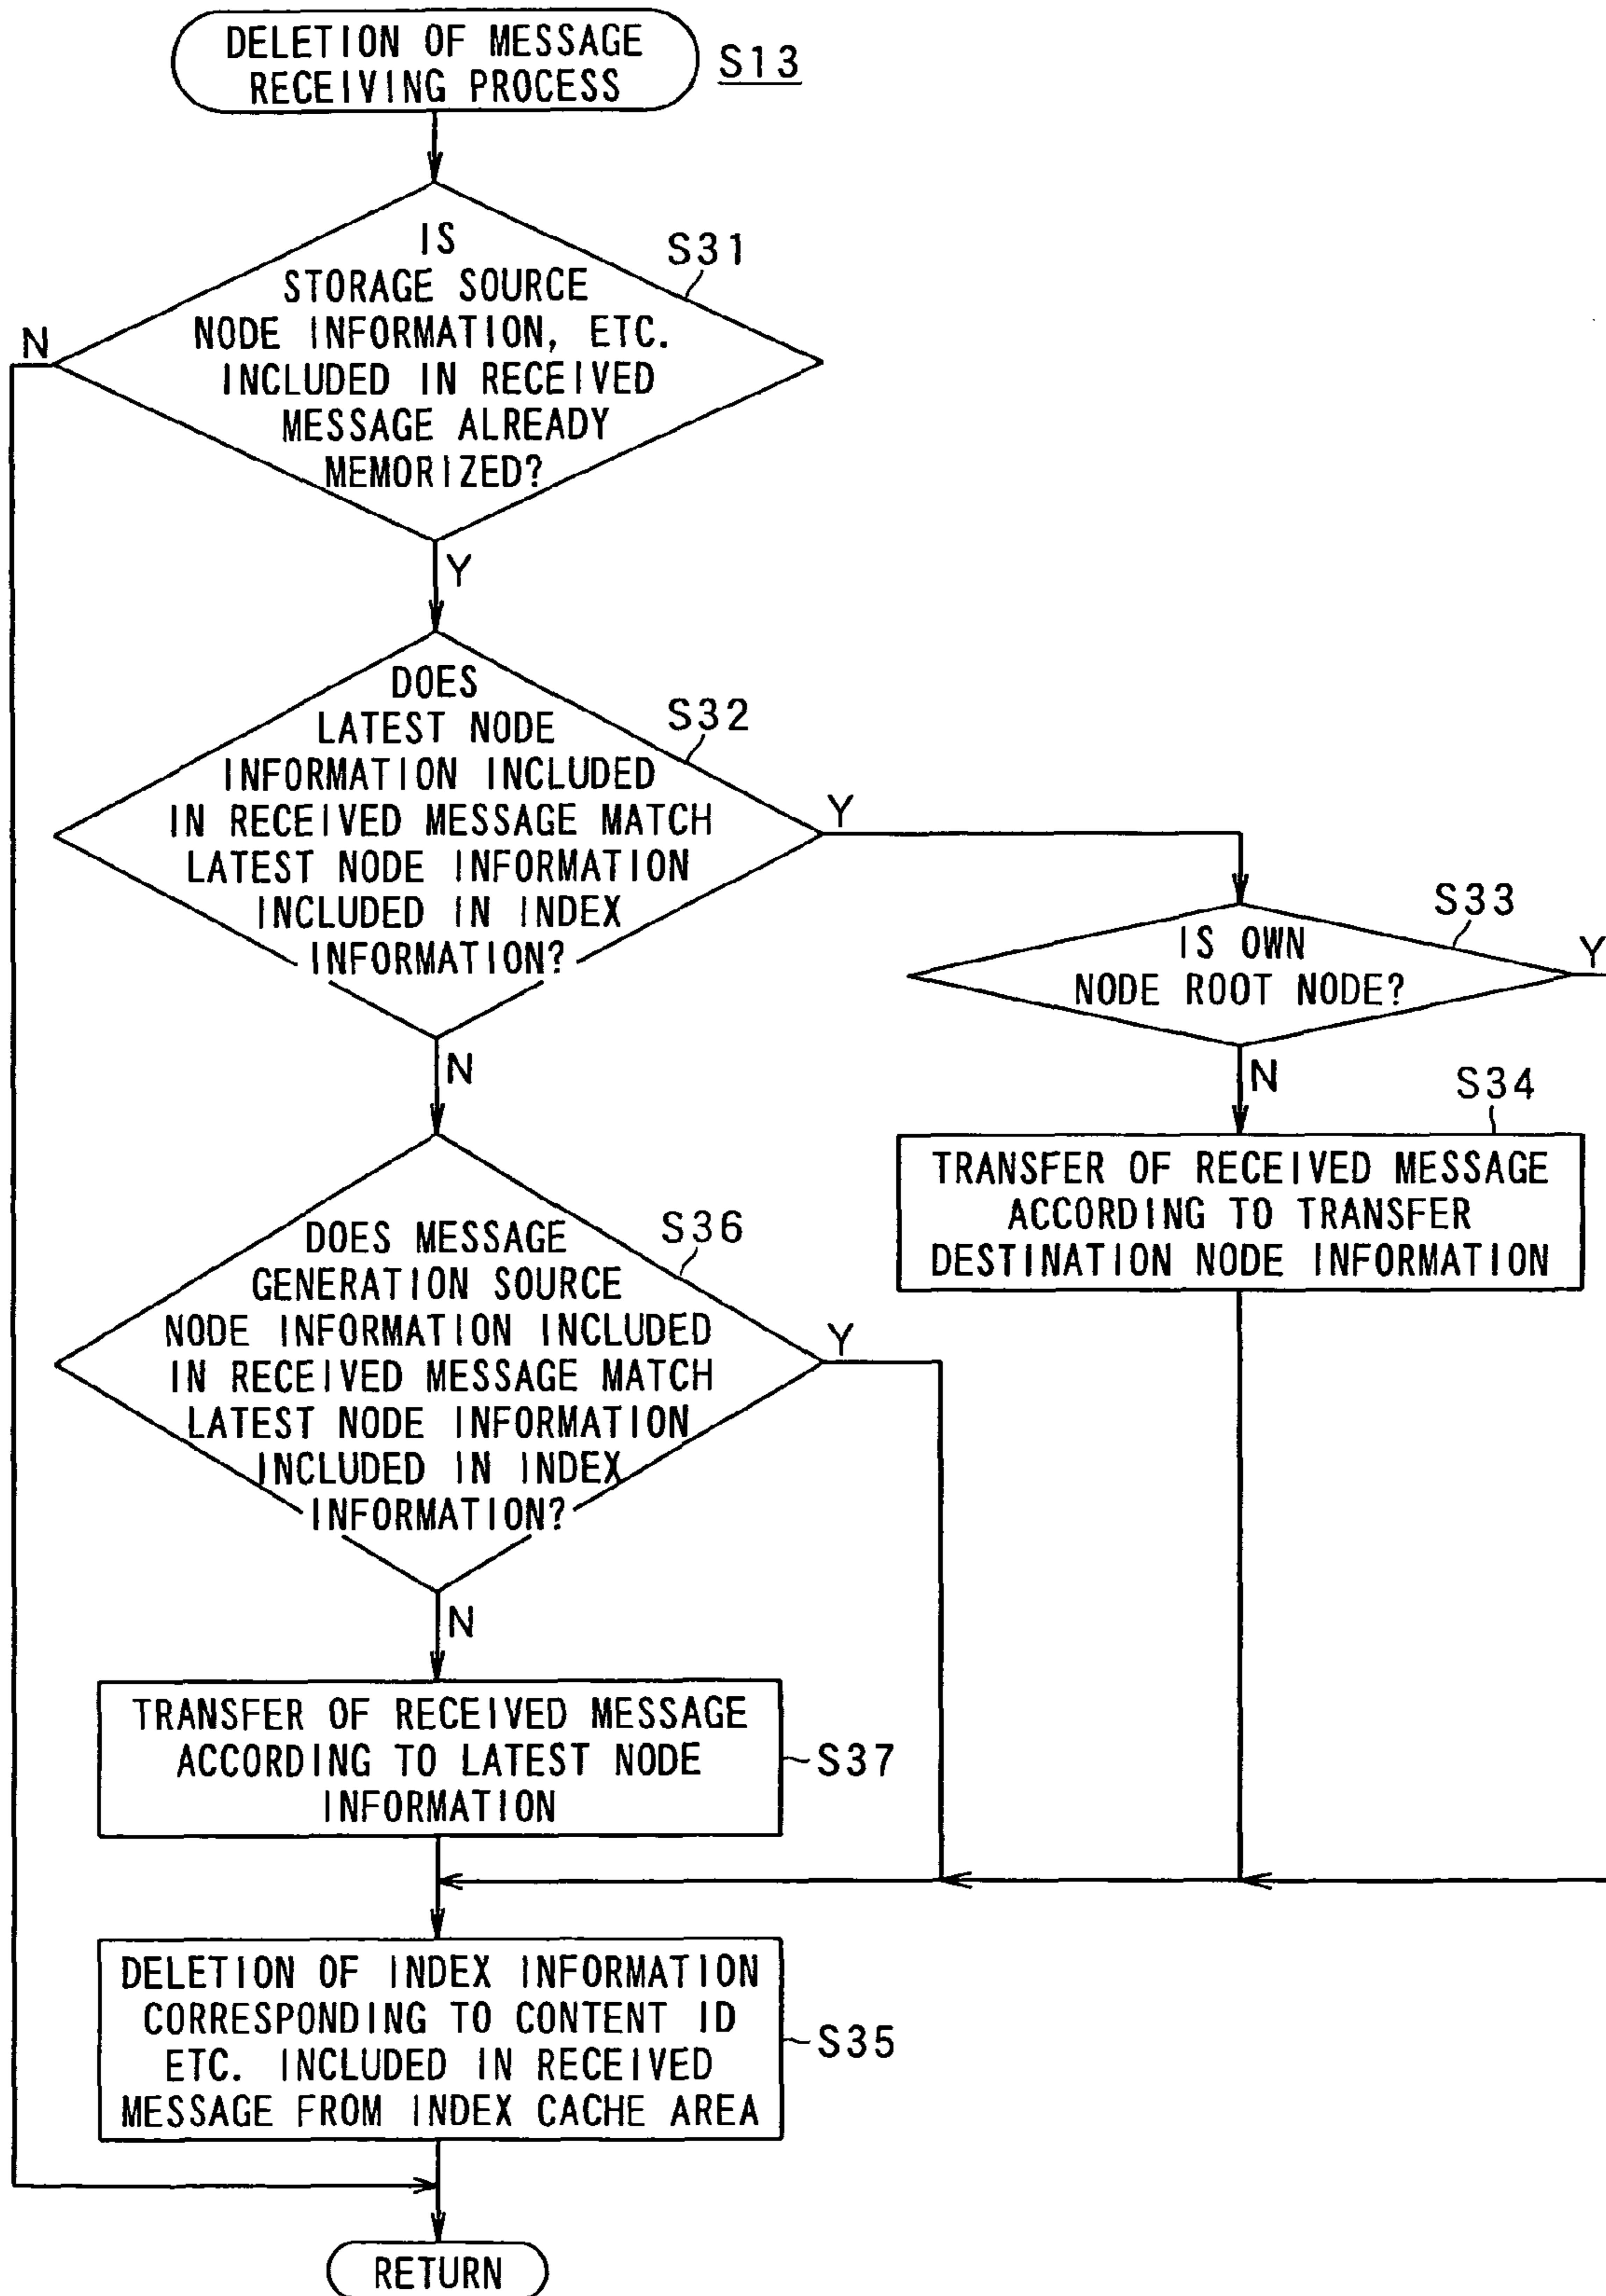 DELETION OF MESSAGE
RECEIVING PROCESS
S13
IS
STORAGE SOURCE
NODE INFORMATION, ETC.
INCLUDED IN RECEIVED
MESSAGE ALREADY
MEMORIZED?
S31
N
Y
DOES
LATEST NODE
INFORMATION INCLUDED
IN RECEIVED MESSAGE MATCH
LATEST NODE INFORMATION
INCLUDED IN INDEX
INFORMATION?
S32
Y
N
IS OWN
NODE ROOT NODE?
S33
Y
N
S34
TRANSFER OF RECEIVED MESSAGE
ACCORDING TO TRANSFER
DESTINATION NODE INFORMATION
DOES MESSAGE
GENERATION SOURCE
NODE INFORMATION INCLUDED
IN RECEIVED MESSAGE MATCH
LATEST NODE INFORMATION
INCLUDED IN INDEX
INFORMATION?
S36
Y
N
TRANSFER OF RECEIVED MESSAGE
ACCORDING TO LATEST NODE
INFORMATION
S37
DELETION OF INDEX INFORMATION
CORRESPONDING TO CONTENT ID
ETC. INCLUDED IN RECEIVED
MESSAGE FROM INDEX CACHE AREA
S35
RETURN